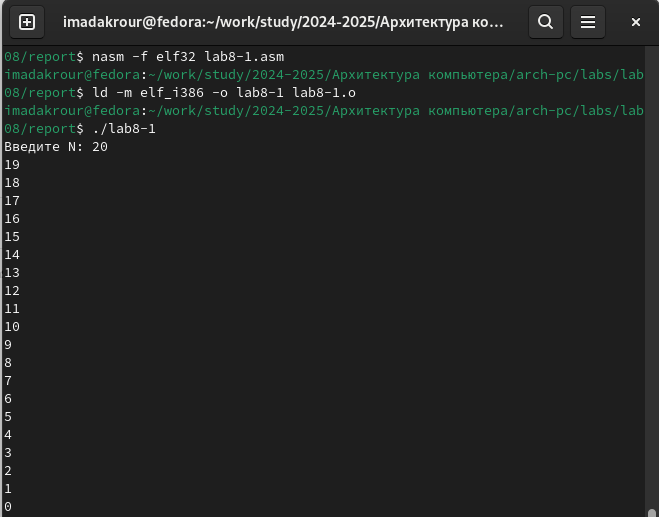 imadakrour@fedora:~/work/study/2024-2025/Архитектура ко...
08/report$ nasm -f elf32 lab8-1.asm
imadakrour@fedora:~/work/study/2024-2025/Архитектура компьютера/arch-pc/labs/lab
08/report$ ld -m elf_i386 -o lab8-1 lab8-1.o
imadakrour@fedora:~/work/study/2024-2025/Архитектура компьютера/arch-pc/labs/lab
08/report$ ./lab8-1
Введите N: 20
19
18
17
16
15
14
13
12
11
10
9
8
7
6
5
4
3
2
1
0